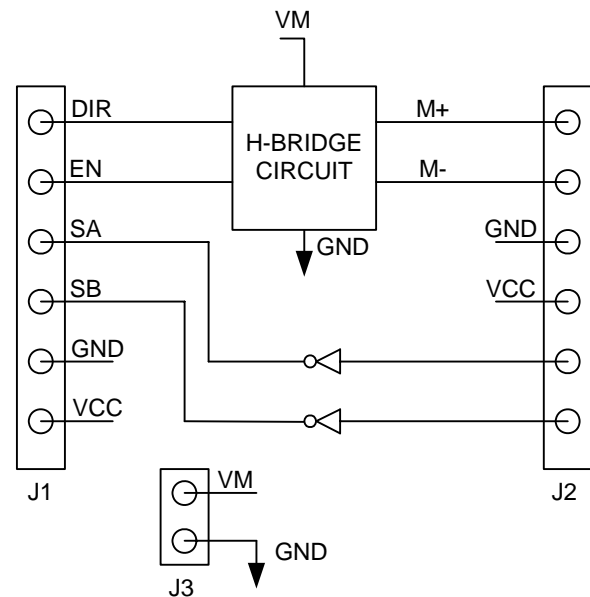 VM
DIR
M+
H-BRIDGE
CIRCUIT
EN
M-
SA
GND
GND
SB
VCC
GND
VCC
J1
VM
J2
GND
J3